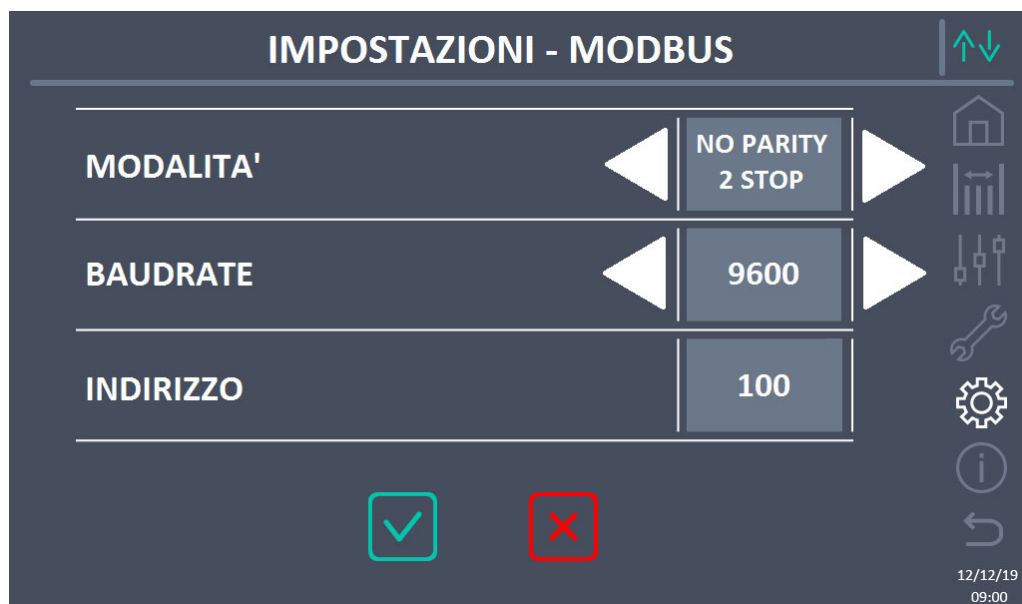 IMPOSTAZIONI - MODBUS
MODALITA'
NO PARITY
2 STOP
BAUDRATE
9600
INDIRIZZO
100
12/12/19
09:00